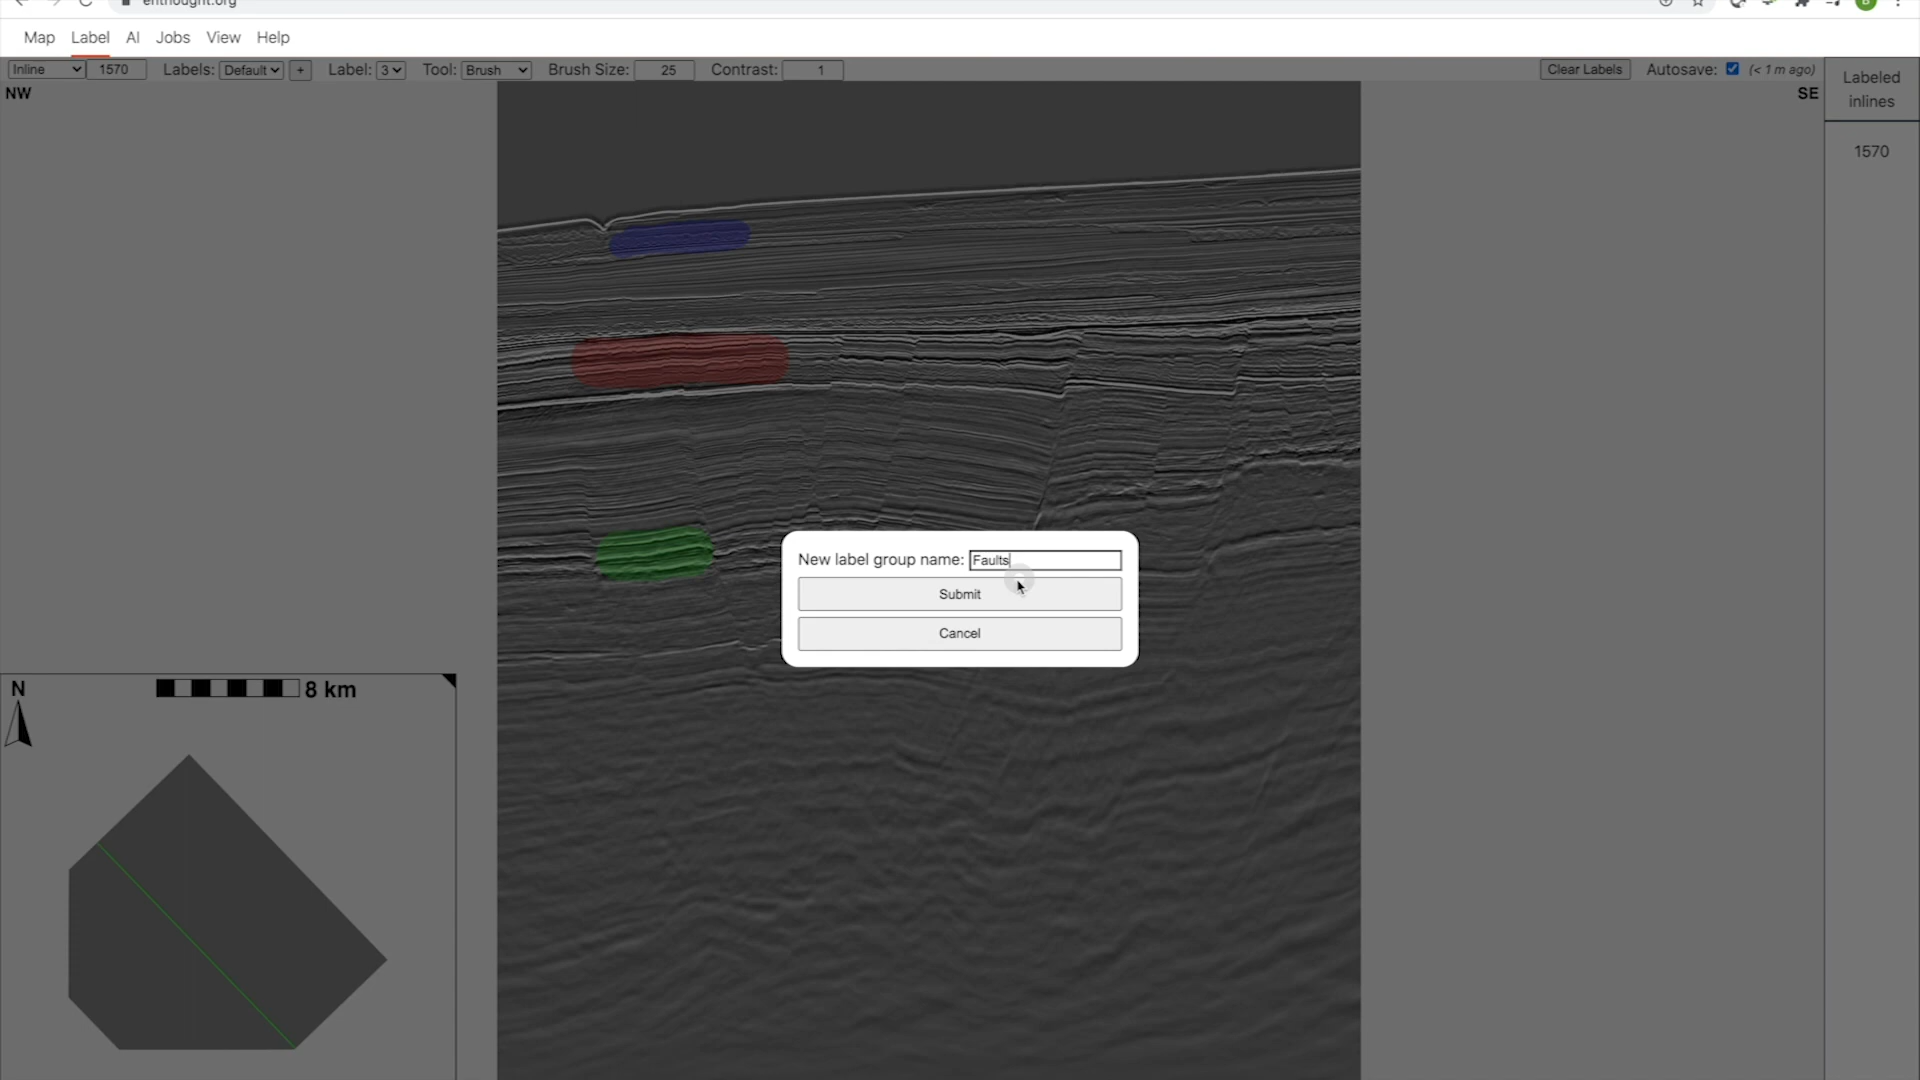 enthought.org
Map Label AI Jobs View Help
Inline 1570 Labels: Default + Label: 3 Tool: Brush Brush Size: 25 Contrast: 1 Clear Labels Autosave: (< 1 m ago)
NW
SE
Labeled
inlines
1570
New label group name: Faults
Submit
Cancel
N
8 km